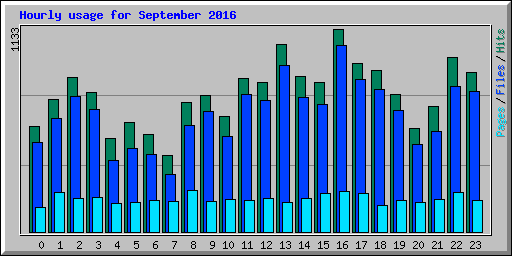 Hourly usage for September 2016
1133
Pages/Files/Hits
0 1 2 3 4 5 6 7 8 9 10 11 12 13 14 15 16 17 18 19 20 21 22 23